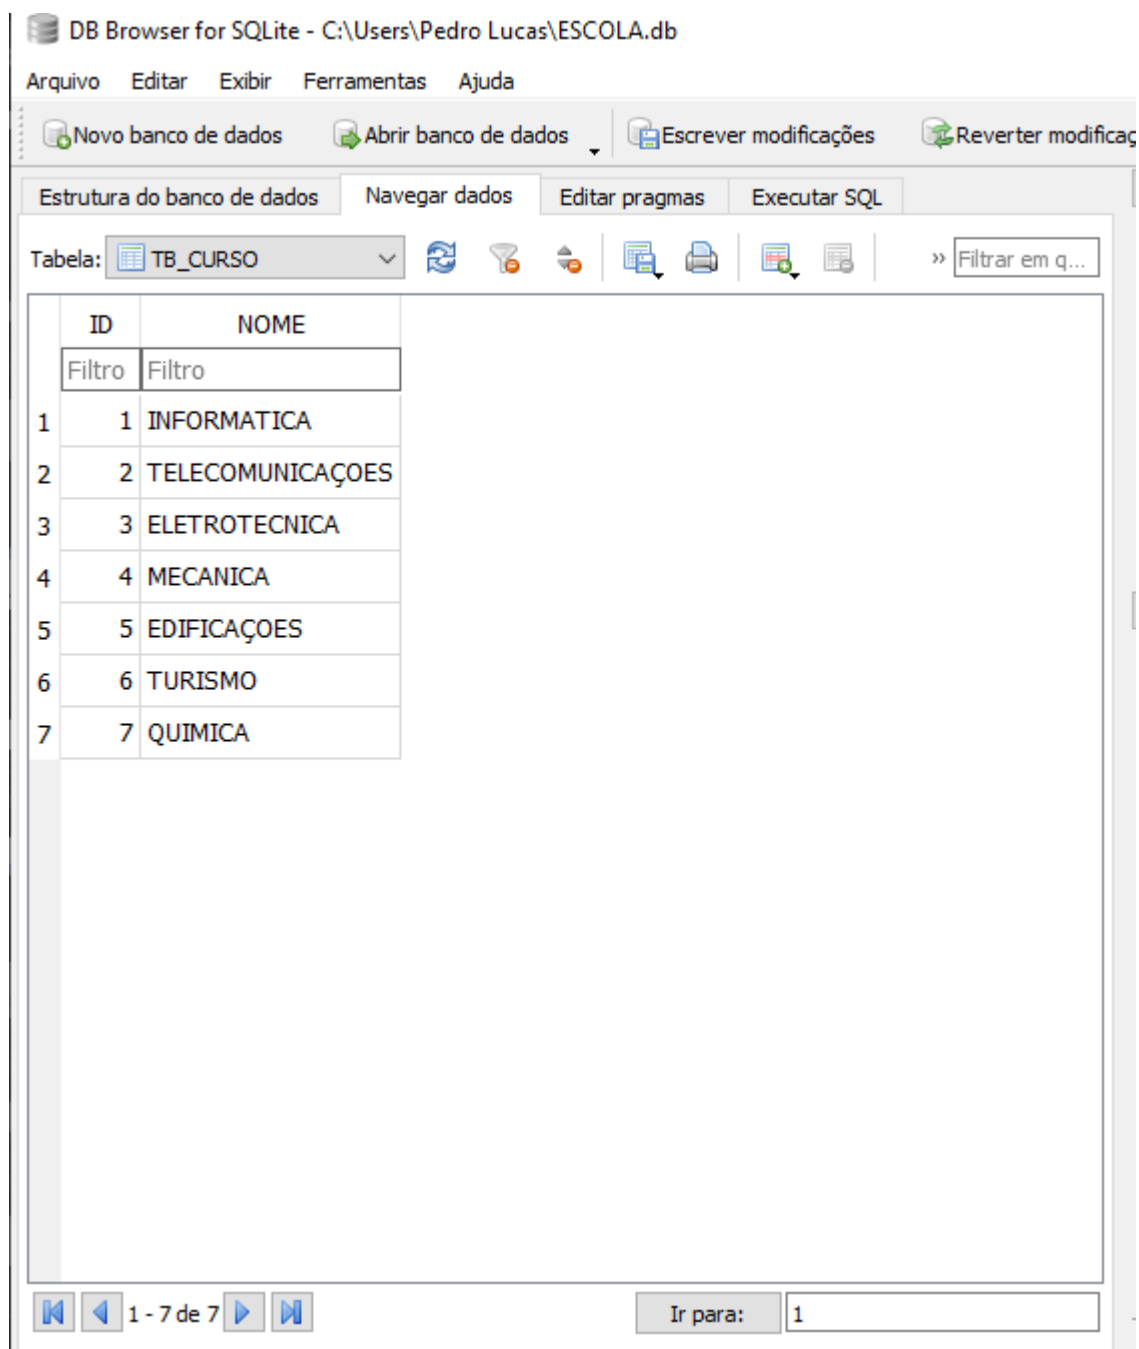 DB Browser for SQLite - C:\Users\Pedro Lucas\ESCOLA.db
Arquivo Editar Exibir Ferramentas Ajuda
Novo banco de dados Abrir banco de dados Escrever modificações Reverter modificaç
Estrutura do banco de dados Navegar dados Editar pragmas Executar SQL
Tabela: TB_CURSO » Filtrar em q...
ID NOME
Filtro Filtro
1 1 INFORMATICA
2 2 TELECOMUNICAÇOES
3 3 ELETROTECNICA
4 4 MECANICA
5 5 EDIFICAÇOES
6 6 TURISMO
7 7 QUIMICA
1 - 7 de 7 Ir para: 1